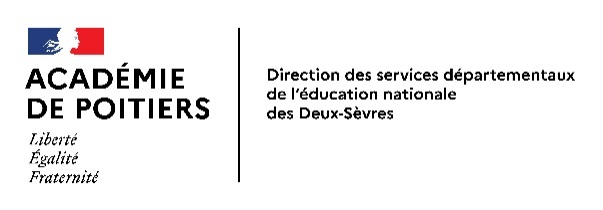 ACADÉMIE
DE POITIERS
Liberté
Égalité
Fraternité
Direction des services départementaux
de l'éducation nationale
des Deux-Sèvres